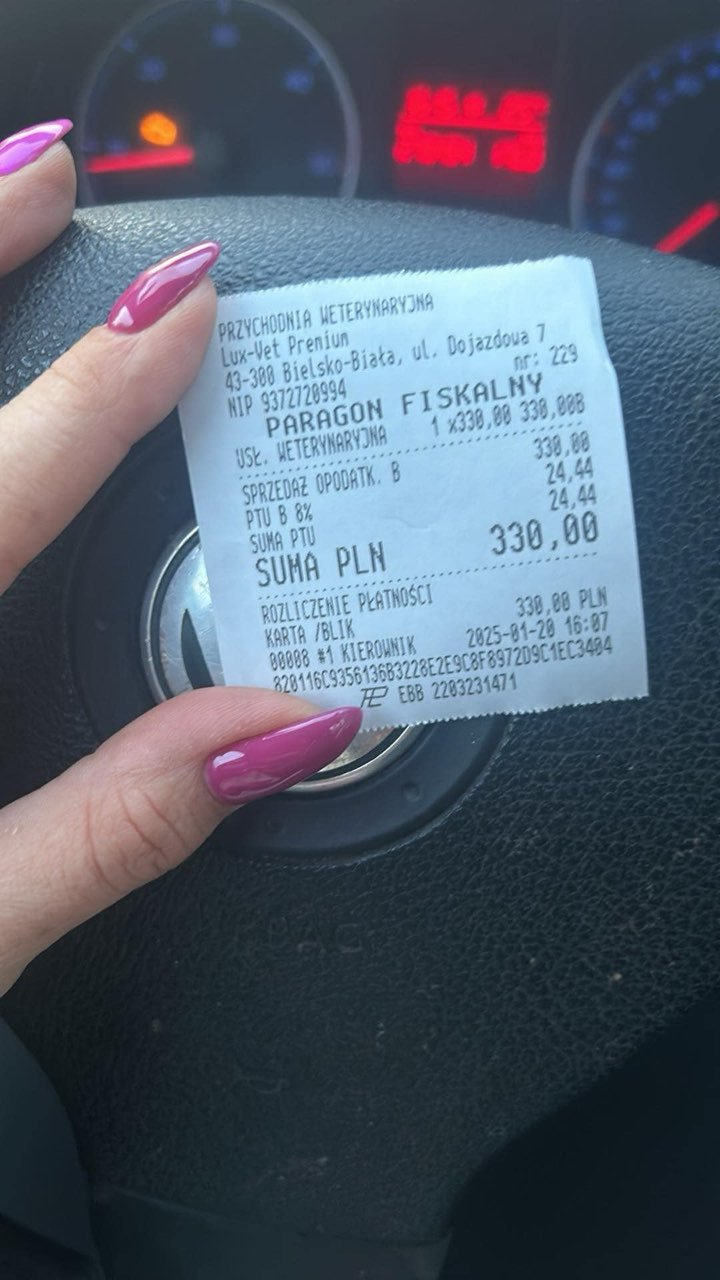 PRZYCHODNIA WETERYNARYJNA
Lux-Vet Premium
43-300 Bielsko-Biała, ul. Dojazdowa 7
NIP 9372720994 nr: 229
PARAGON FISKALNY
USŁ. WETERYNARYJNA 1 x330,00 330,00B
SPRZEDAŻ OPODATK. B 330,00
PTU B 8% 24,44
SUMA PTU 24,44
SUMA PLN 330,00
ROZLICZENIE PŁATNOŚCI
KARTA /BLIK 330,00 PLN
00008 #1 KIEROWNIK 2025-01-20 16:07
820116C9356136B3228E2E9C8F8972D9C1EC3404
EBB 2203231471